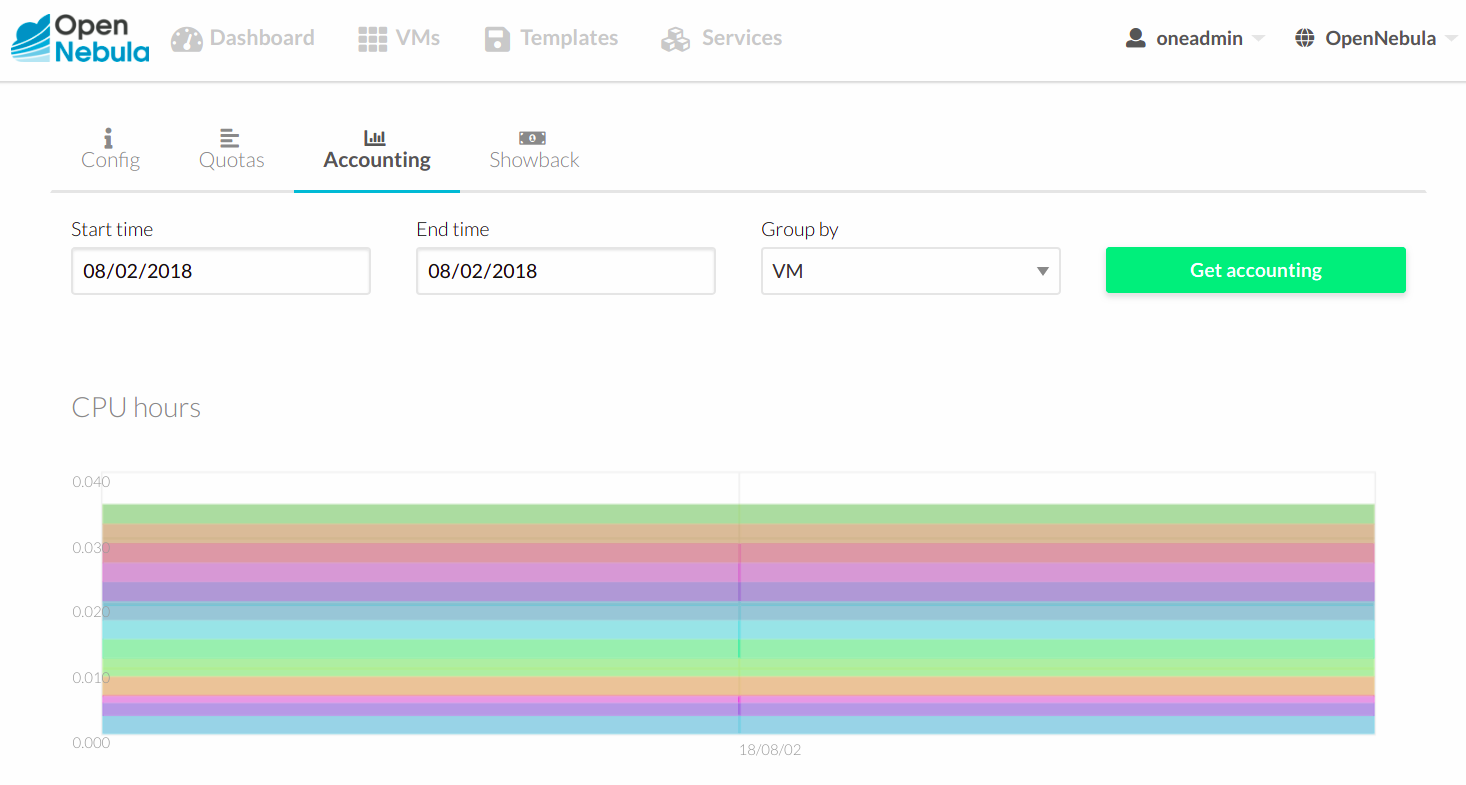 Open
Nebula
Dashboard VMs Templates Services oneadmin OpenNebula
Config Quotas Accounting Showback
Start time End time Group by
08/02/2018 08/02/2018 VM Get accounting
CPU hours
0.040
0.030
0.020
0.010
0.000
18/08/02